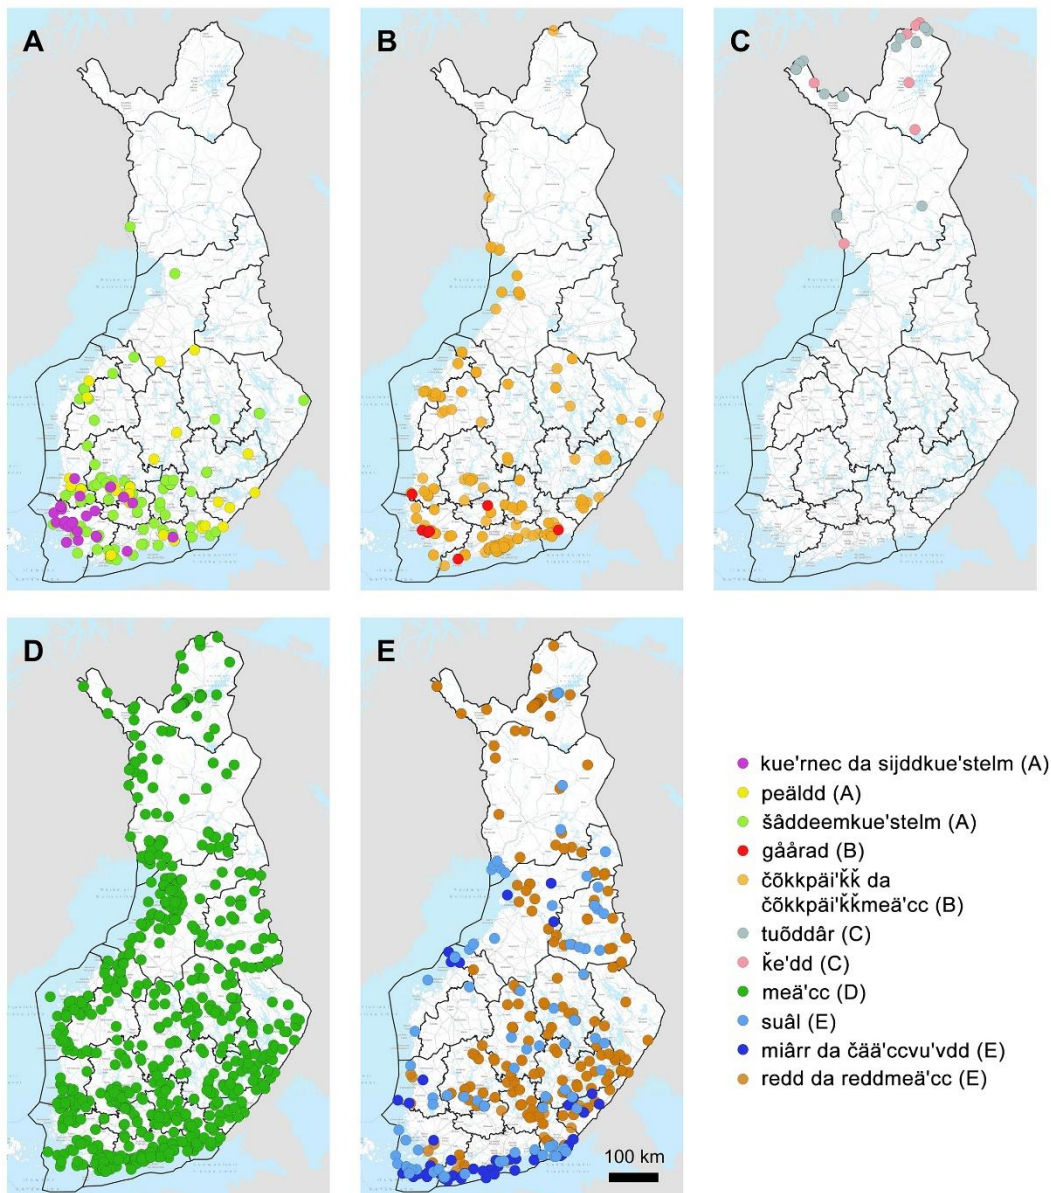 A
B
C
D
E
kue'rnec da sijddkue'stelm (A)
peäldd (A)
šâddeemkue'stelm (A)
gåårad (B)
čõkkpäi'ǩǩ da
čõkkpäi'ǩǩmeä'cc (B)
tuõddâr (C)
ǩe'dd (C)
meä'cc (D)
suâl (E)
miârr da čää'ccvu'vdd (E)
redd da reddmeä'cc (E)
100 km